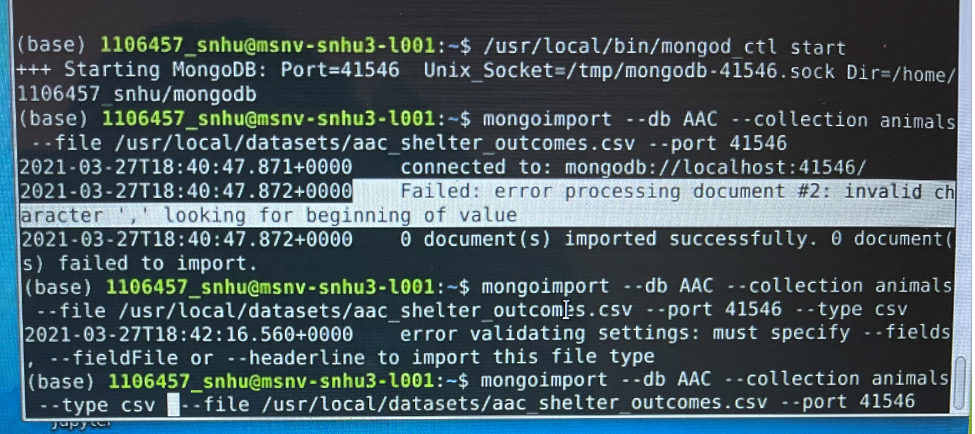 (base) 1106457_snhu@msnv-snhu3-l001:~$ /usr/local/bin/mongod_ctl start
+++ Starting MongoDB: Port=41546  Unix_Socket=/tmp/mongodb-41546.sock Dir=/home/
1106457_snhu/mongodb
(base) 1106457_snhu@msnv-snhu3-l001:~$ mongoimport --db AAC --collection animals
 --file /usr/local/datasets/aac_shelter_outcomes.csv --port 41546
2021-03-27T18:40:47.871+0000    connected to: mongodb://localhost:41546/
2021-03-27T18:40:47.872+0000    Failed: error processing document #2: invalid ch
aracter ',' looking for beginning of value
2021-03-27T18:40:47.872+0000    0 document(s) imported successfully. 0 document(
s) failed to import.
(base) 1106457_snhu@msnv-snhu3-l001:~$ mongoimport --db AAC --collection animals
 --file /usr/local/datasets/aac_shelter_outcomes.csv --port 41546 --type csv
2021-03-27T18:42:16.560+0000    error validating settings: must specify --fields
, --fieldFile or --headerline to import this file type
(base) 1106457_snhu@msnv-snhu3-l001:~$ mongoimport --db AAC --collection animals
 --type csv --file /usr/local/datasets/aac_shelter_outcomes.csv --port 41546
jupyter